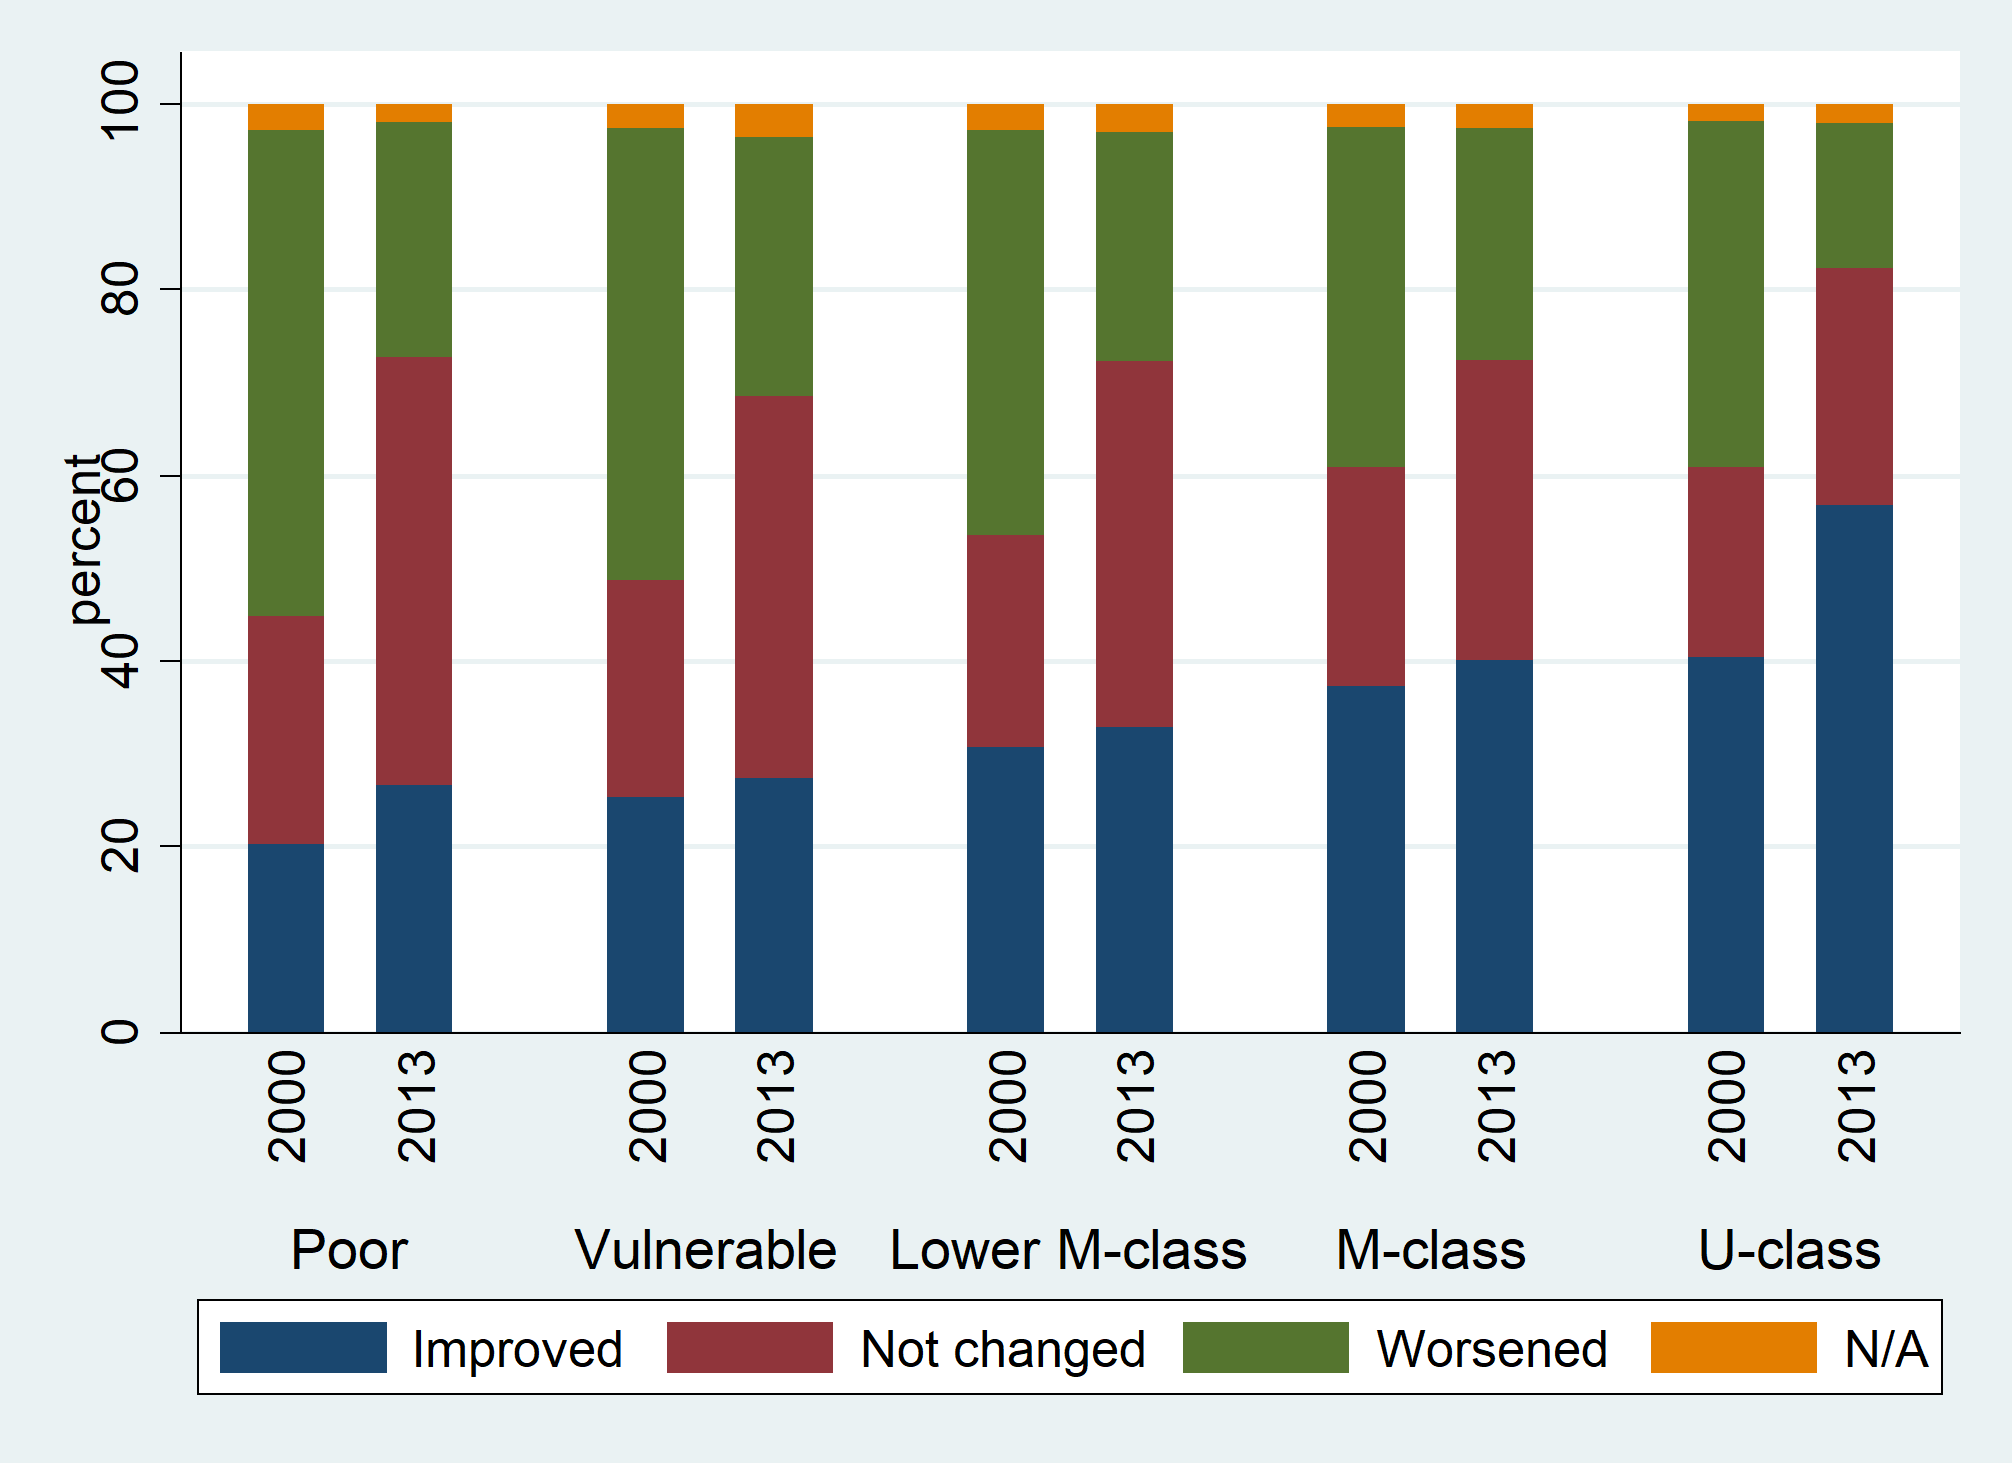 percent
100
80
60
40
20
0
2000 2013 2000 2013 2000 2013 2000 2013 2000 2013
Poor Vulnerable Lower M-class M-class U-class
Improved Not changed Worsened N/A